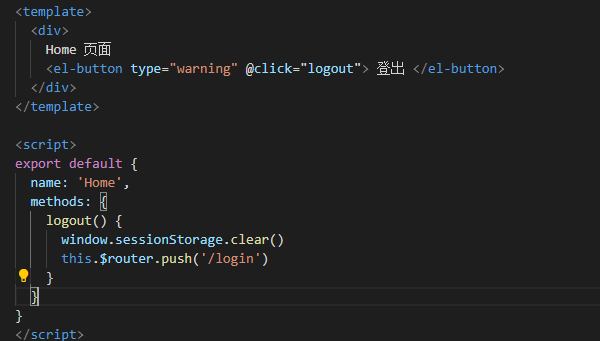 <template>
  <div>
    Home 页面
    <el-button type="warning" @click="logout"> 登出 </el-button>
  </div>
</template>

<script>
export default {
  name: 'Home',
  methods: {
    logout() {
      window.sessionStorage.clear()
      this.$router.push('/login')
    }
  }
}
</script>